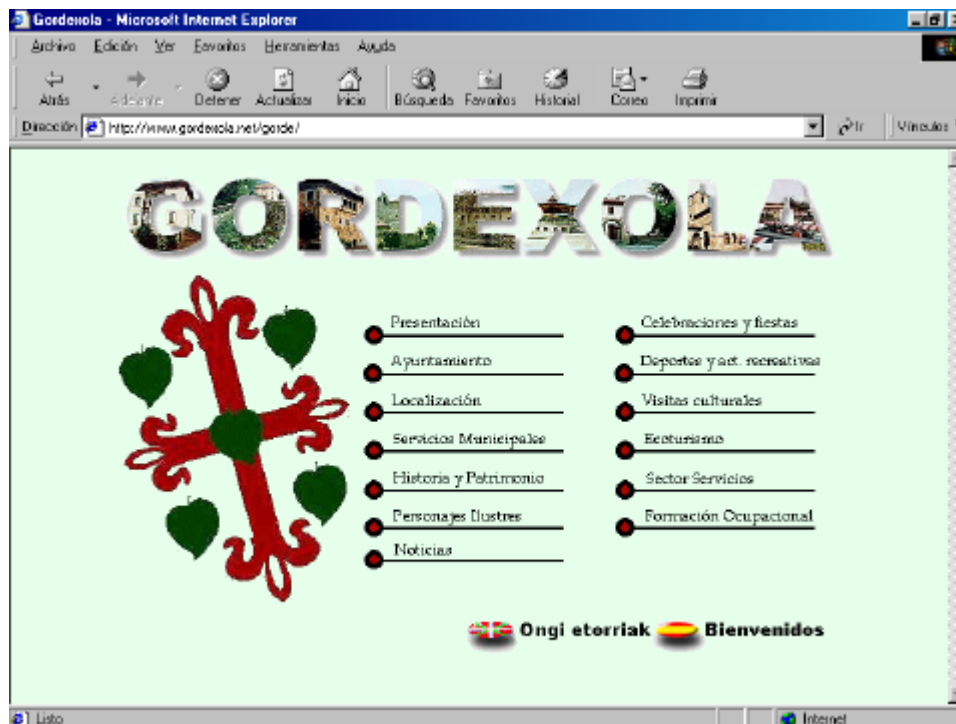 Gordexola - Microsoft Internet Explorer
Archivo Edición Ver Favoritos Herramientas Ayuda
Atrás Adelante Detener Actualizar Inicio Búsqueda Favoritos Historial Correo Imprimir
Dirección http://www.gordexola.net/gorde/ Ir Vínculos
GORDEXOLA
Presentación
Ayuntamiento
Localización
Servicios Municipales
Historia y Patrimonio
Personajes Ilustres
Noticias
Celebraciones y fiestas
Deportes y act. recreativas
Visitas culturales
Ecoturismo
Sector Servicios
Formación Ocupacional
Ongi etorriak Bienvenidos
Listo Internet